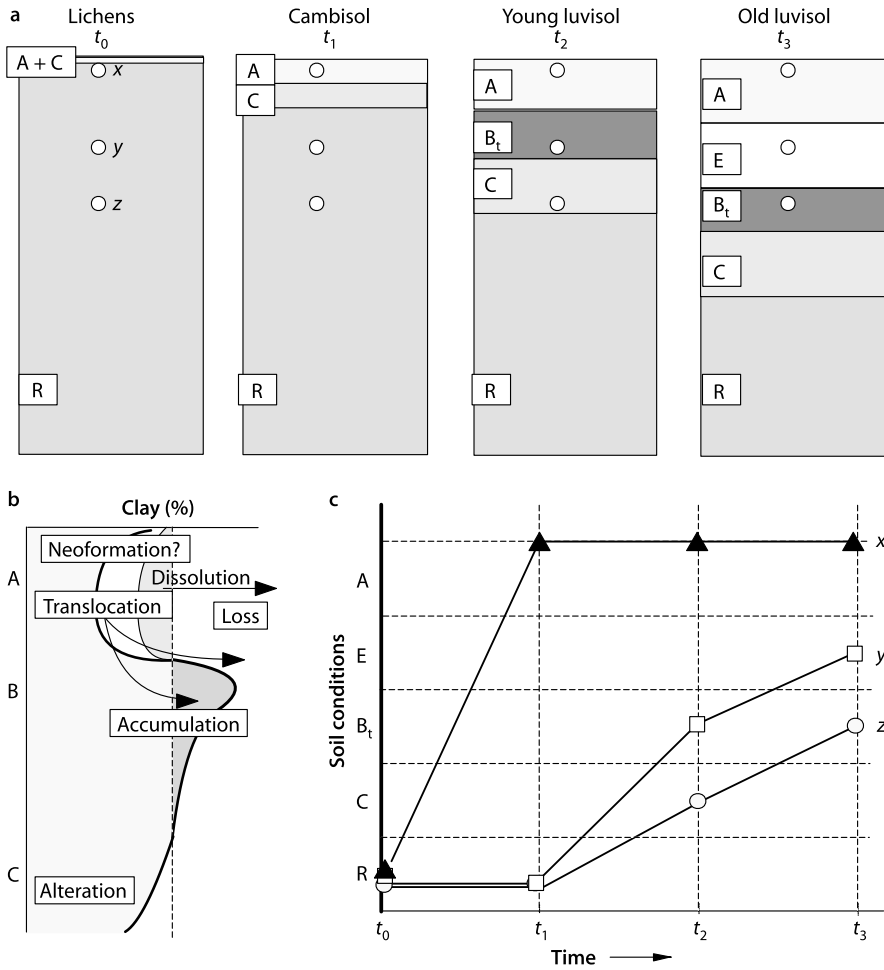 a
Lichens
t0
A + C
x
y
z
R
Cambisol
t1
A
C
R
Young luvisol
t2
A
Bt
C
R
Old luvisol
t3
A
E
Bt
C
R
b
Clay (%)
Neoformation?
A
Dissolution
Translocation
Loss
B
Accumulation
C
Alteration
c
Soil conditions
A
E
Bt
C
R
x
y
z
t0
t1
t2
t3
Time